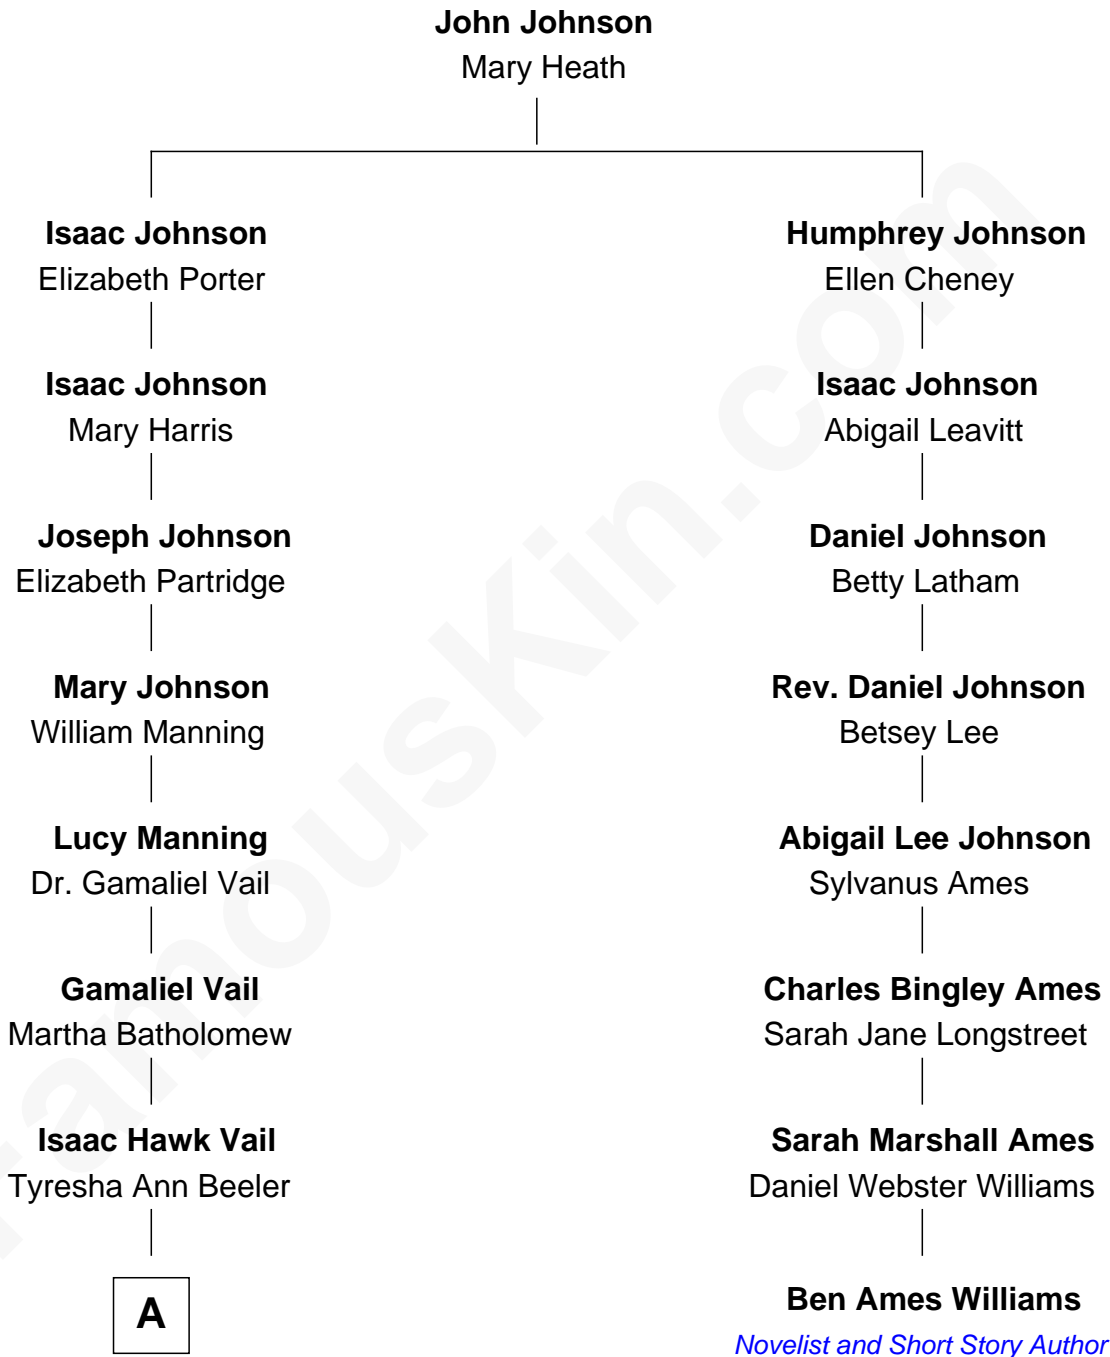 John Johnson
Mary Heath
Isaac Johnson
Elizabeth Porter
Humphrey Johnson
Ellen Cheney
Isaac Johnson
Mary Harris
Isaac Johnson
Abigail Leavitt
Joseph Johnson
Elizabeth Partridge
Daniel Johnson
Betty Latham
Mary Johnson
William Manning
Rev. Daniel Johnson
Betsey Lee
Lucy Manning
Dr. Gamaliel Vail
Abigail Lee Johnson
Sylvanus Ames
Gamaliel Vail
Martha Batholomew
Charles Bingley Ames
Sarah Jane Longstreet
Isaac Hawk Vail
Tyresha Ann Beeler
Sarah Marshall Ames
Daniel Webster Williams
A
Ben Ames Williams
Novelist and Short Story Author
FamousKin.com